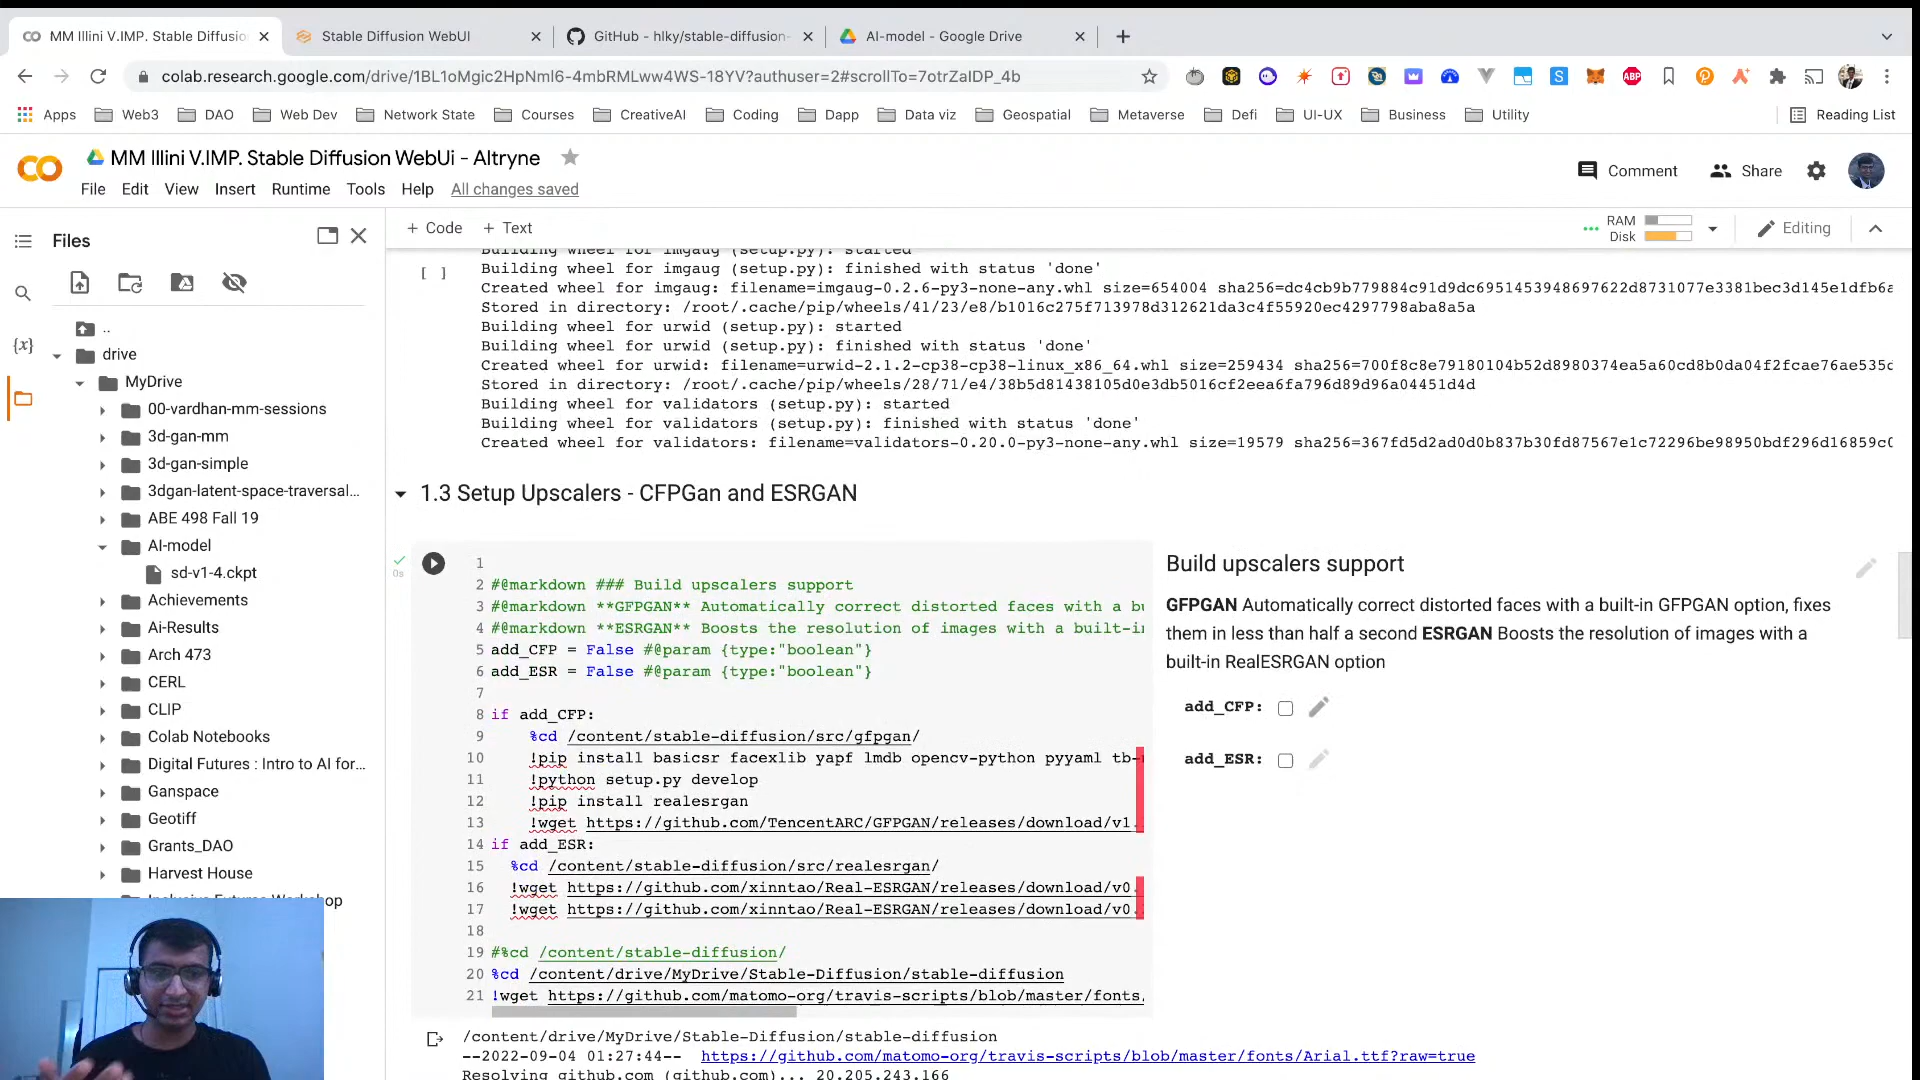 MM Illini V.IMP. Stable Diffusio
Stable Diffusion WebUI
GitHub - hlky/stable-diffusion-
AI-model - Google Drive
colab.research.google.com/drive/1BL1oMgic2HpNml6-4mbRMLww4WS-18YV?authuser=2#scrollTo=7otrZaIDP_4b
Apps
Web3
DAO
Web Dev
Network State
Courses
CreativeAI
Coding
Dapp
Data viz
Geospatial
Metaverse
Defi
UI-UX
Business
Utility
Reading List
MM Illini V.IMP. Stable Diffusion WebUi - Altryne
File Edit View Insert Runtime Tools Help All changes saved
Comment
Share
Files
+ Code + Text
RAM
Disk
Editing
..
drive
MyDrive
00-vardhan-mm-sessions
3d-gan-mm
3d-gan-simple
3dgan-latent-space-traversal...
ABE 498 Fall 19
AI-model
sd-v1-4.ckpt
Achievements
Ai-Results
Arch 473
CERL
CLIP
Colab Notebooks
Digital Futures : Intro to AI for...
Ganspace
Geotiff
Grants_DAO
Harvest House
[ ]
Building wheel for imgaug (setup.py): started
Building wheel for imgaug (setup.py): finished with status 'done'
Created wheel for imgaug: filename=imgaug-0.2.6-py3-none-any.whl size=654004 sha256=dc4cb9b779884c91d9dc6951453948697622d8731077e3381bec3d145e1dfb6a
Stored in directory: /root/.cache/pip/wheels/41/23/e8/b1016c275f713978d312621da3c4f55920ec4297798aba8a5a
Building wheel for urwid (setup.py): started
Building wheel for urwid (setup.py): finished with status 'done'
Created wheel for urwid: filename=urwid-2.1.2-cp38-cp38-linux_x86_64.whl size=259434 sha256=700f8c8e79180104b52d8980374ea5a60cd8b0da04f2fcae76ae535d
Stored in directory: /root/.cache/pip/wheels/28/71/e4/38b5d81438105d0e3db5016cf2eea6fa796d89d96a04451d4d
Building wheel for validators (setup.py): started
Building wheel for validators (setup.py): finished with status 'done'
Created wheel for validators: filename=validators-0.20.0-py3-none-any.whl size=19579 sha256=367fd5d2ad0d0b837b30fd87567e1c72296be98950bdf296d16859c0
1.3 Setup Upscalers - CFPGan and ESRGAN
0s
1
2 #@markdown ### Build upscalers support
3 #@markdown **GFPGAN** Automatically correct distorted faces with a bu
4 #@markdown **ESRGAN** Boosts the resolution of images with a built-in
5 add_CFP = False #@param {type:"boolean"}
6 add_ESR = False #@param {type:"boolean"}
7
8 if add_CFP:
9 %cd /content/stable-diffusion/src/gfpgan/
10 !pip install basicsr facexlib yapf lmdb opencv-python pyyaml tb-
11 !python setup.py develop
12 !pip install realesrgan
13 !wget https://github.com/TencentARC/GFPGAN/releases/download/v1.
14 if add_ESR:
15 %cd /content/stable-diffusion/src/realesrgan/
16 !wget https://github.com/xinntao/Real-ESRGAN/releases/download/v0.
17 !wget https://github.com/xinntao/Real-ESRGAN/releases/download/v0.
18
19 #%cd /content/stable-diffusion/
20 %cd /content/drive/MyDrive/Stable-Diffusion/stable-diffusion
21 !wget https://github.com/matomo-org/travis-scripts/blob/master/fonts.
Build upscalers support
GFPGAN Automatically correct distorted faces with a built-in GFPGAN option, fixes
them in less than half a second ESRGAN Boosts the resolution of images with a
built-in RealESRGAN option
add_CFP:
add_ESR:
/content/drive/MyDrive/Stable-Diffusion/stable-diffusion
--2022-09-04 01:27:44-- https://github.com/matomo-org/travis-scripts/blob/master/fonts/Arial.ttf?raw=true
Resolving github.com (github.com)... 20.205.243.166